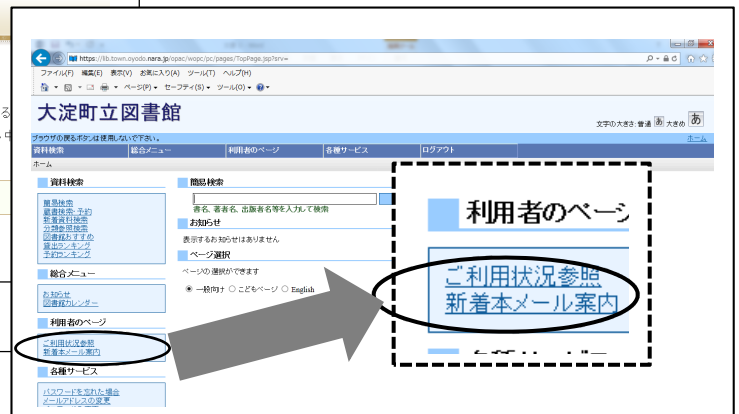 https://lib.town.oyodo.nara.jp/opac/wopc/pc/pages/TopPage.jsp?srv=
ファイル(F) 編集(E) 表示(V) お気に入り(A) ツール(T) ヘルプ(H)
ページ(P) セーフティ(S) ツール(O)
大淀町立図書館
文字の大きさ 普通 あ 大きめ あ
ブラウザの戻るボタンは使用しないで下さい。
ホーム
資料検索 総合メニュー 利用者のページ 各種サービス ログアウト
ホーム
資料検索
簡易検索
蔵書検索・予約
新着資料検索
分類参照検索
図書館おすすめ
貸出ランキング
予約ランキング
総合メニュー
お知らせ
図書館カレンダー
利用者のページ
ご利用状況参照
新着本メール案内
各種サービス
パスワードを忘れた場合
メールアドレスの変更
簡易検索
書名、著者名、出版者名等を入力して検索
お知らせ
表示するお知らせはありません
ページ選択
ページの選択ができます
一般向け こどもページ English
利用者のペー
ご利用状況参照
新着本メール案内